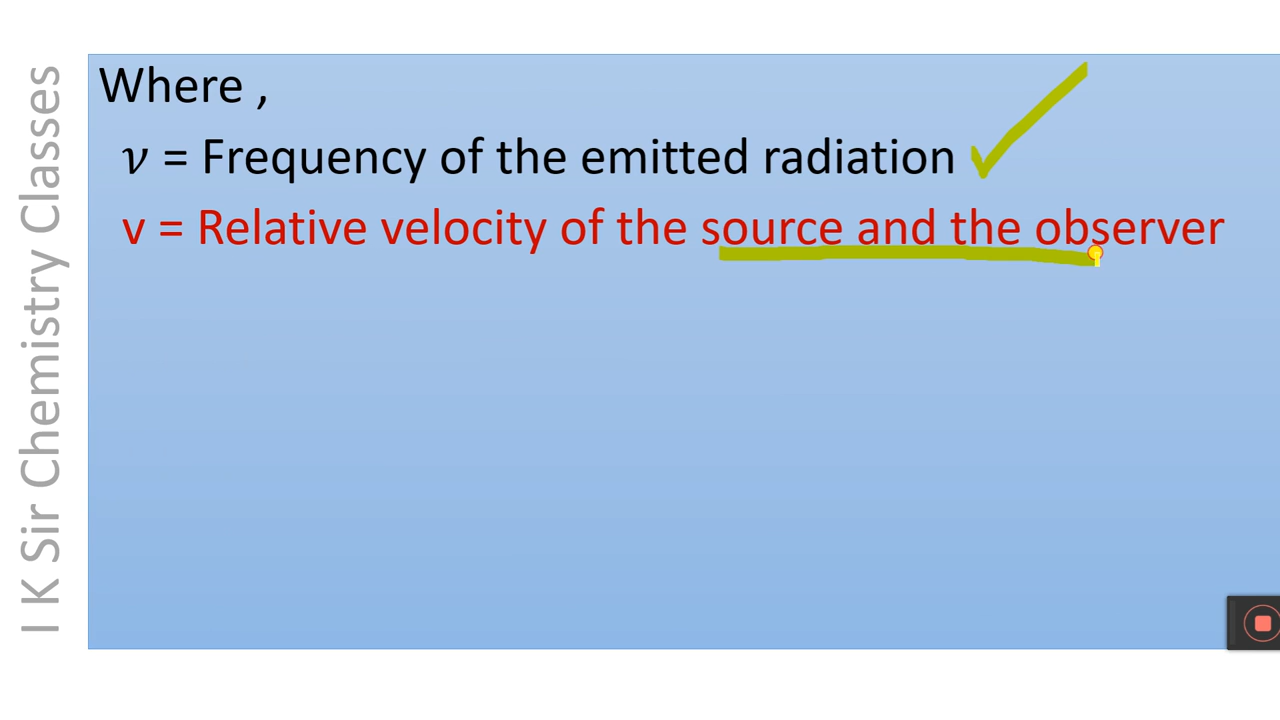 I K Sir Chemistry Classes
Where ,
𝜈 = Frequency of the emitted radiation
v = Relative velocity of the source and the observer